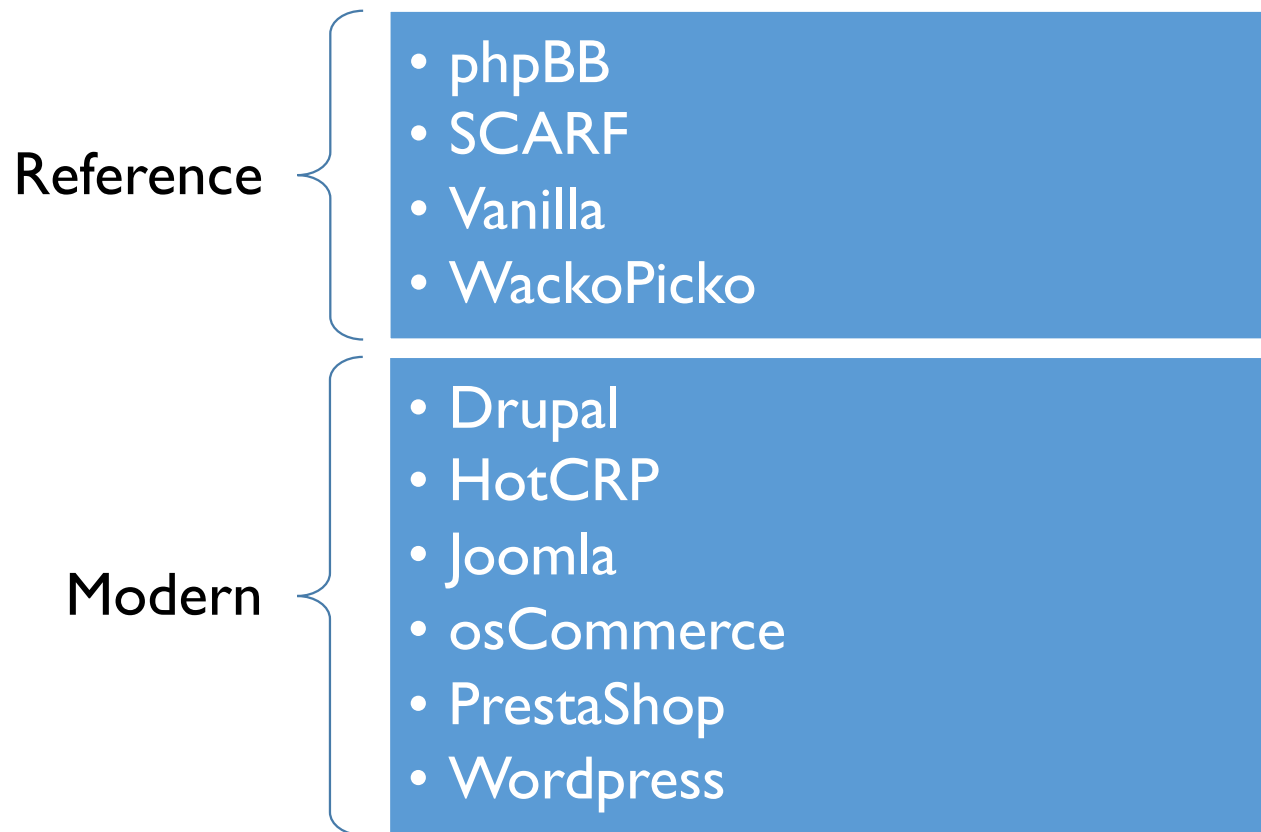 Reference
• phpBB
• SCARF
• Vanilla
• WackoPicko
Modern
• Drupal
• HotCRP
• Joomla
• osCommerce
• PrestaShop
• Wordpress